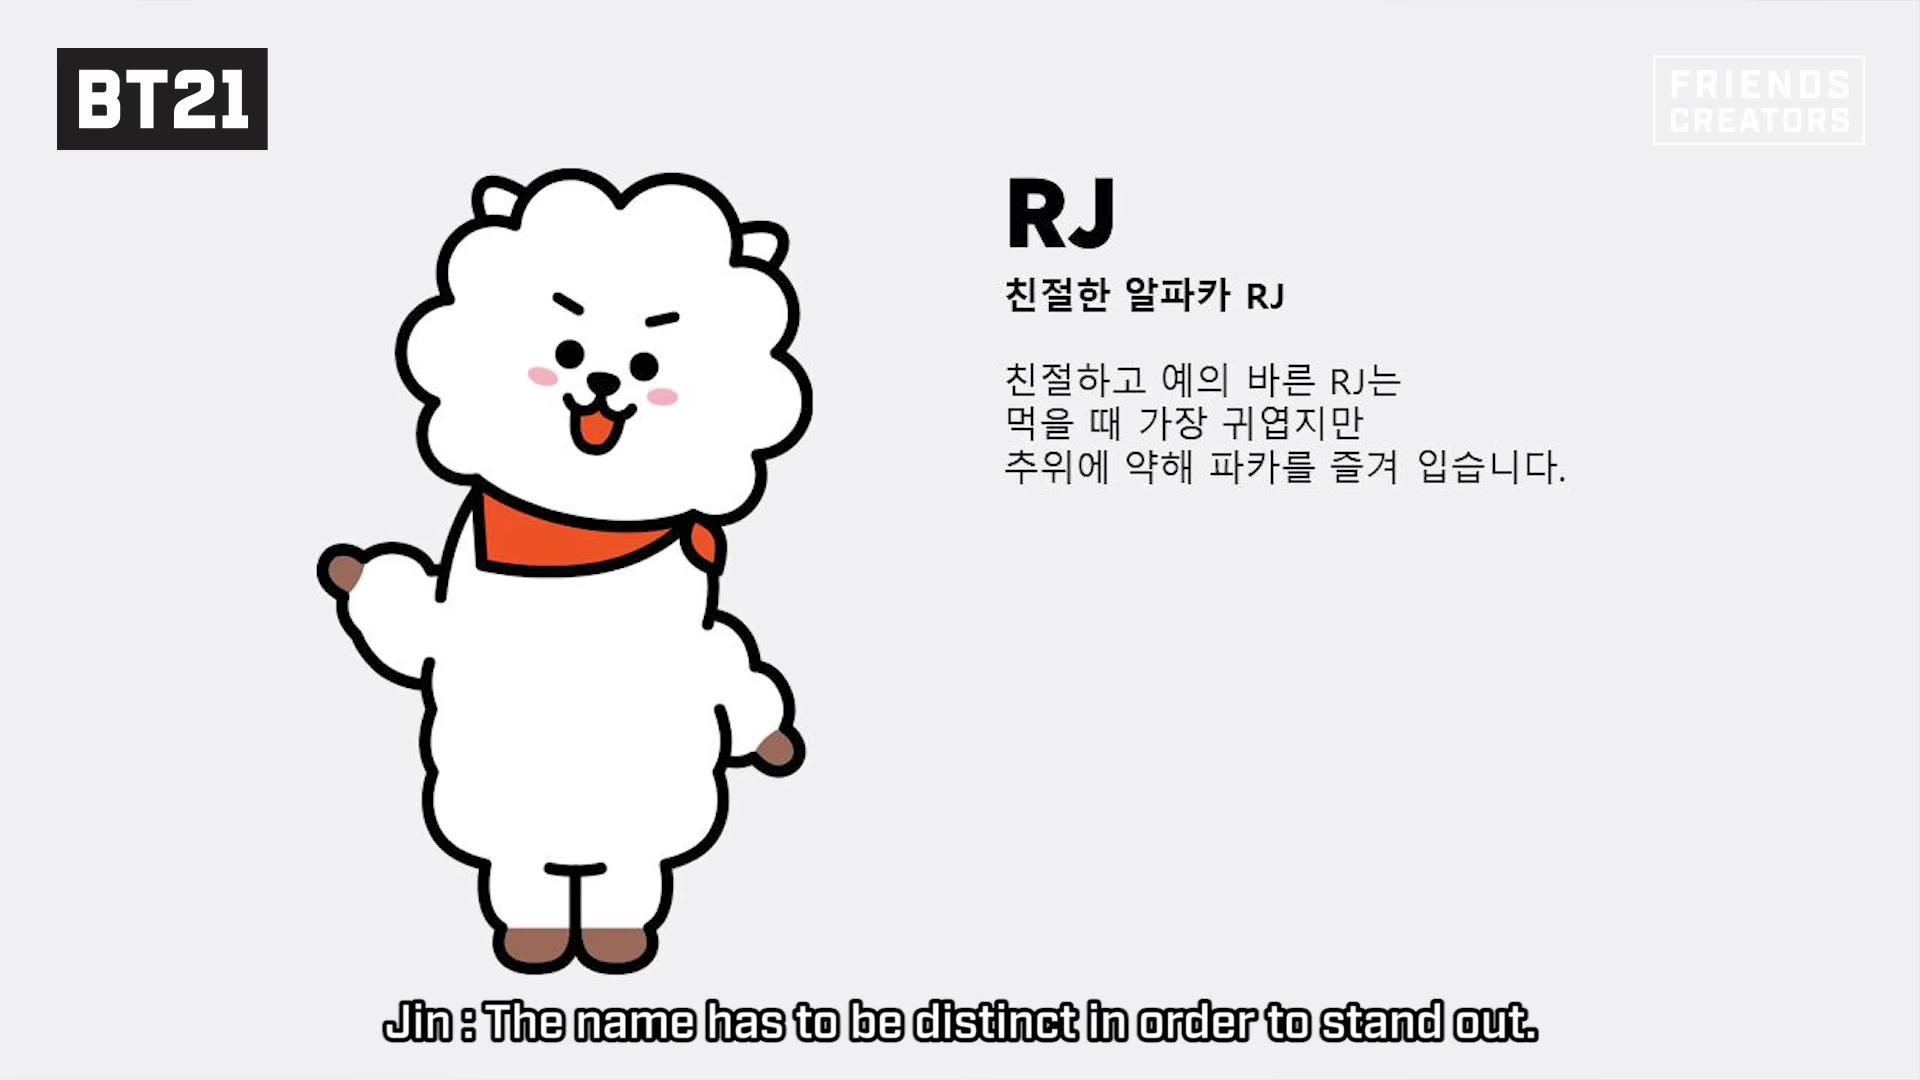 BT21
FRIENDS
CREATORS
RJ
친절한 알파카 RJ
친절하고 예의 바른 RJ는
먹을 때 가장 귀엽지만
추위에 약해 파카를 즐겨 입습니다.
Jin : The name has to be distinct in order to stand out.